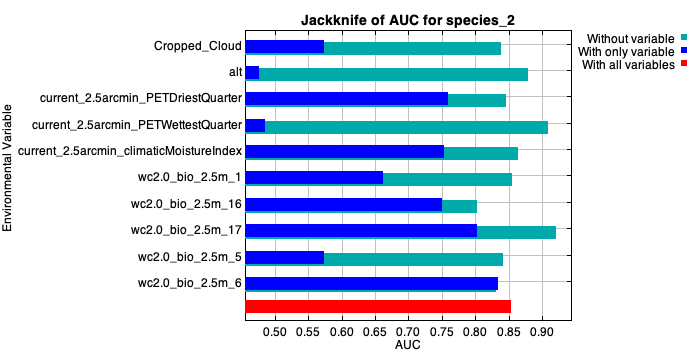 Jackknife of AUC for species_2
Without variable
With only variable
With all variables
Environmental Variable
Cropped_Cloud
alt
current_2.5arcmin_PETDriestQuarter
current_2.5arcmin_PETWettestQuarter
current_2.5arcmin_climaticMoistureIndex
wc2.0_bio_2.5m_1
wc2.0_bio_2.5m_16
wc2.0_bio_2.5m_17
wc2.0_bio_2.5m_5
wc2.0_bio_2.5m_6
0.50 0.55 0.60 0.65 0.70 0.75 0.80 0.85 0.90
AUC